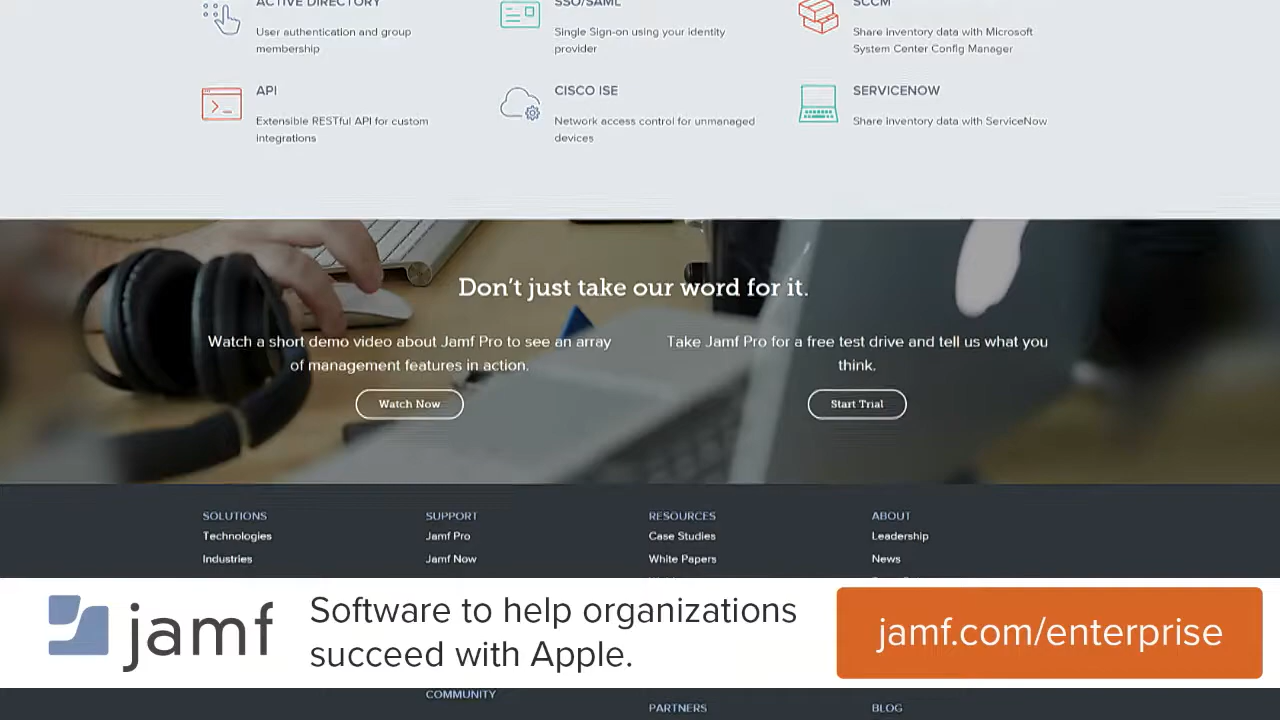 ACTIVE DIRECTORY
SSO/SAML
SCCM
User authentication and group
membership
Single Sign-on using your identity
provider
Share inventory data with Microsoft
System Center Config Manager
API
CISCO ISE
SERVICENOW
Extensible RESTful API for custom
integrations
Network access control for unmanaged
devices
Share inventory data with ServiceNow
Don't just take our word for it.
Watch a short demo video about Jamf Pro to see an array
of management features in action.
Watch Now
Take Jamf Pro for a free test drive and tell us what you
think.
Start Trial
SOLUTIONS
Technologies
Industries
SUPPORT
Jamf Pro
Jamf Now
RESOURCES
Case Studies
White Papers
ABOUT
Leadership
News
jamf
Software to help organizations
succeed with Apple.
jamf.com/enterprise
COMMUNITY
PARTNERS
BLOG